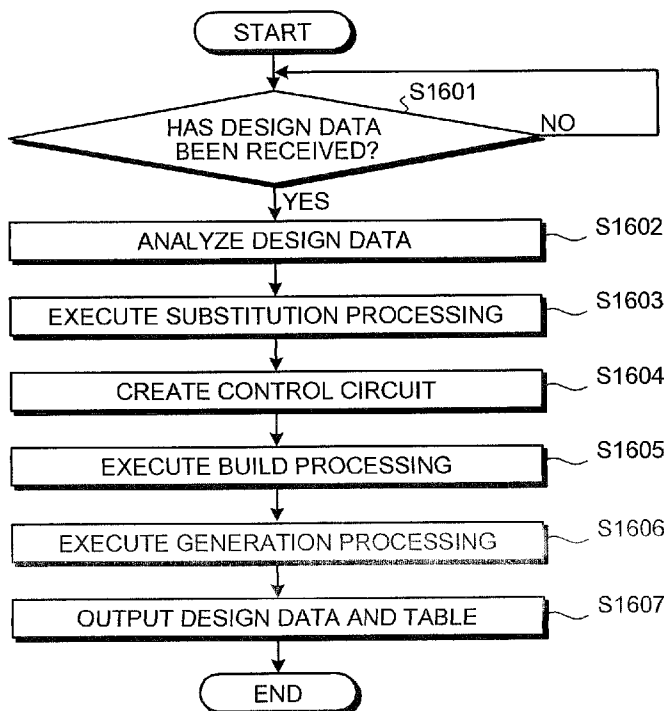 START
S1601
HAS DESIGN DATA
BEEN RECEIVED?
NO
YES
ANALYZE DESIGN DATA
S1602
EXECUTE SUBSTITUTION PROCESSING
S1603
CREATE CONTROL CIRCUIT
S1604
EXECUTE BUILD PROCESSING
S1605
EXECUTE GENERATION PROCESSING
S1606
OUTPUT DESIGN DATA AND TABLE
S1607
END